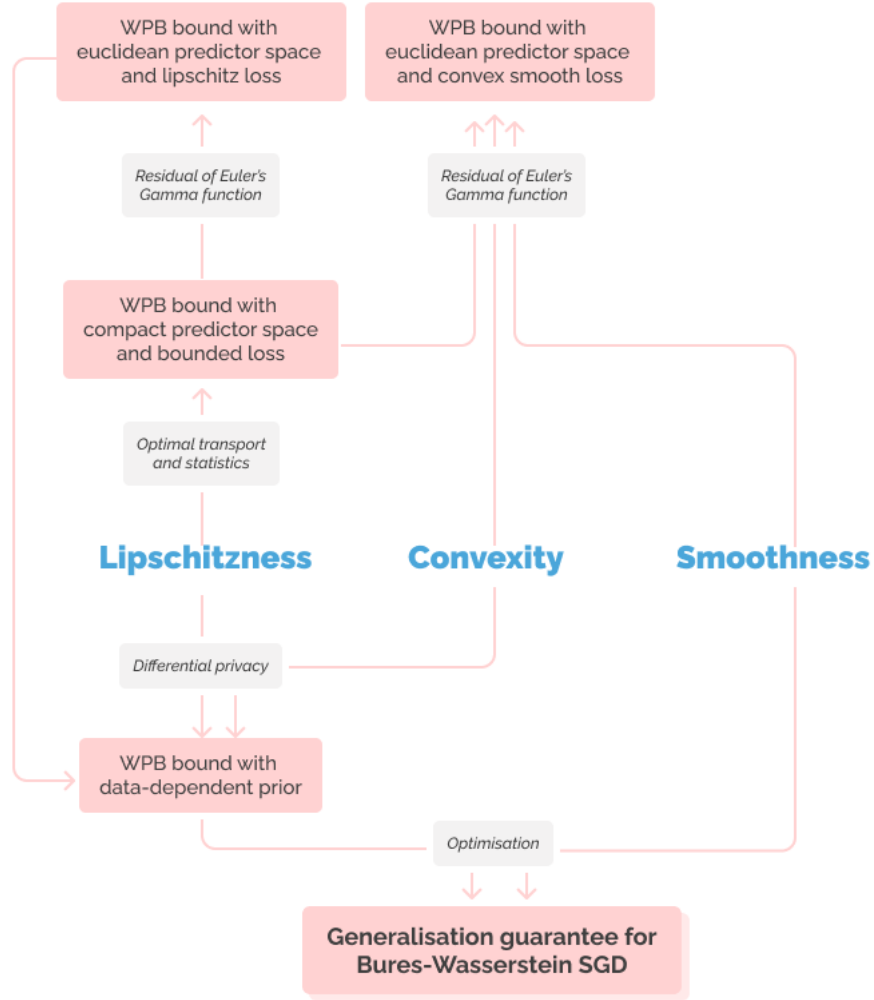 WPB bound with
euclidean predictor space
and lipschitz loss
WPB bound with
euclidean predictor space
and convex smooth loss
Residual of Euler's
Gamma function
Residual of Euler's
Gamma function
WPB bound with
compact predictor space
and bounded loss
Optimal transport
and statistics
Lipschitzness
Convexity
Smoothness
Differential privacy
WPB bound with
data-dependent prior
Optimisation
Generalisation guarantee for
Bures-Wasserstein SGD